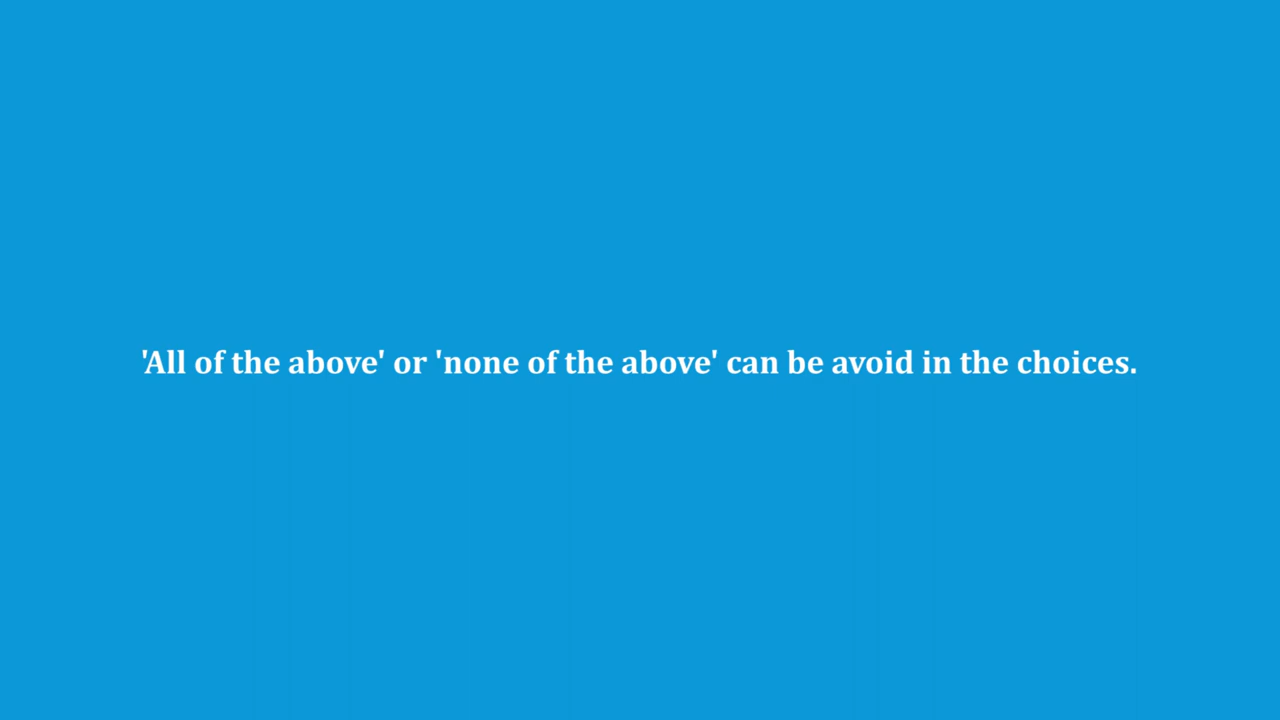 'All of the above' or 'none of the above' can be avoid in the choices.